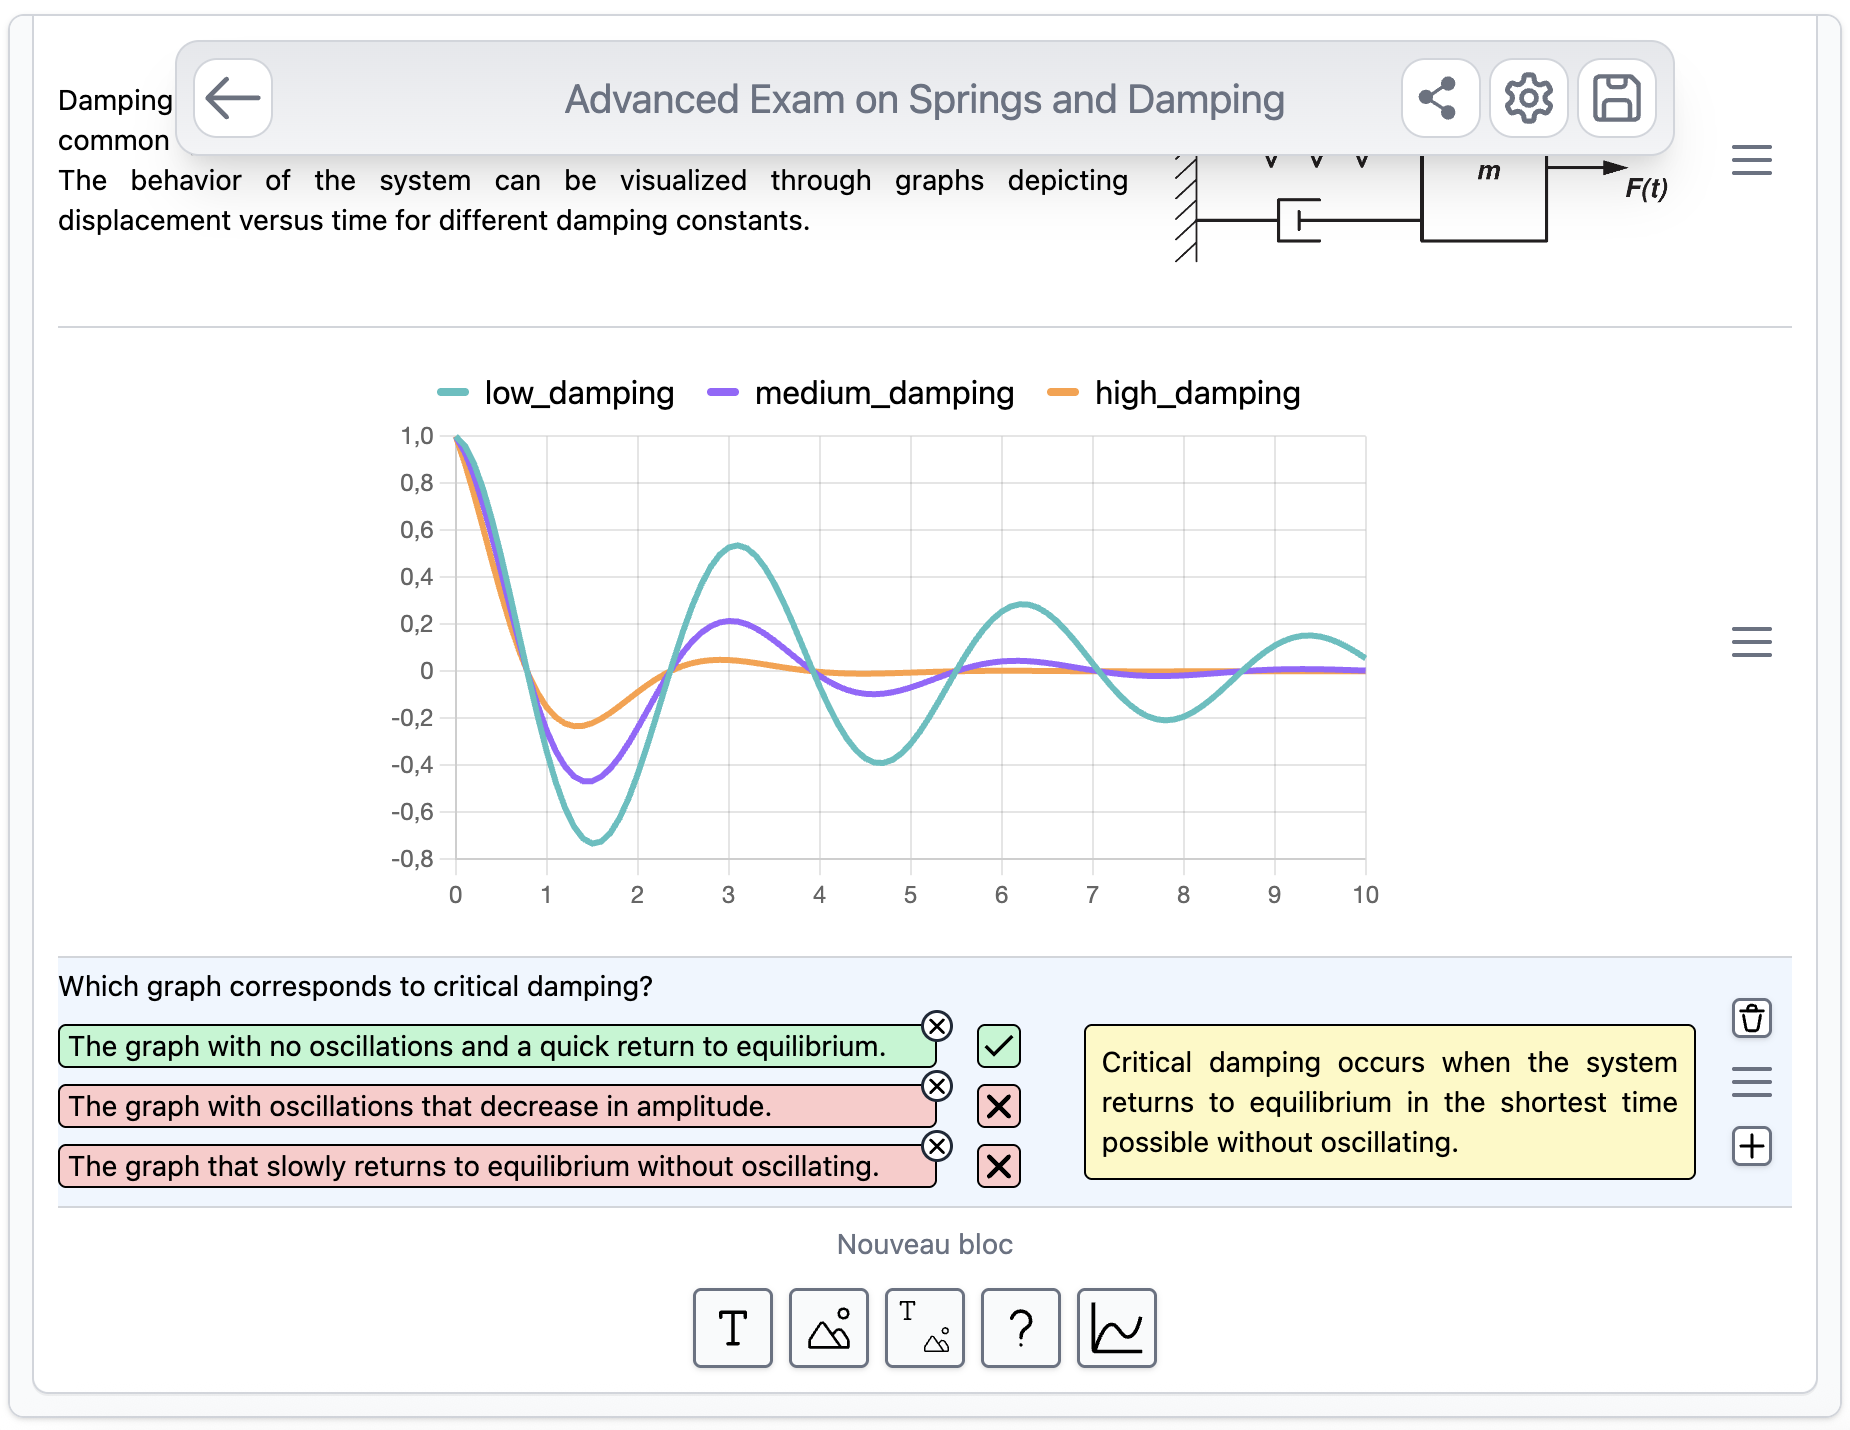 Advanced Exam on Springs and Damping
Damping
common
The behavior of the system can be visualized through graphs depicting
displacement versus time for different damping constants.
m
F(t)
low_damping medium_damping high_damping
1,0
0,8
0,6
0,4
0,2
0
-0,2
-0,4
-0,6
-0,8
0 1 2 3 4 5 6 7 8 9 10
Which graph corresponds to critical damping?
The graph with no oscillations and a quick return to equilibrium.
The graph with oscillations that decrease in amplitude.
The graph that slowly returns to equilibrium without oscillating.
Critical damping occurs when the system
returns to equilibrium in the shortest time
possible without oscillating.
Nouveau bloc
T T ?